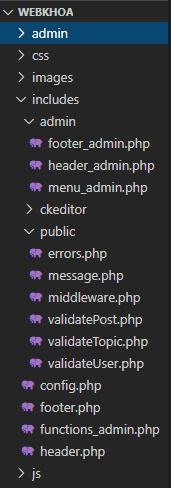 WEBKHOA
admin
css
images
includes
admin
footer_admin.php
header_admin.php
menu_admin.php
ckeditor
public
errors.php
message.php
middleware.php
validatePost.php
validateTopic.php
validateUser.php
config.php
footer.php
functions_admin.php
header.php
js